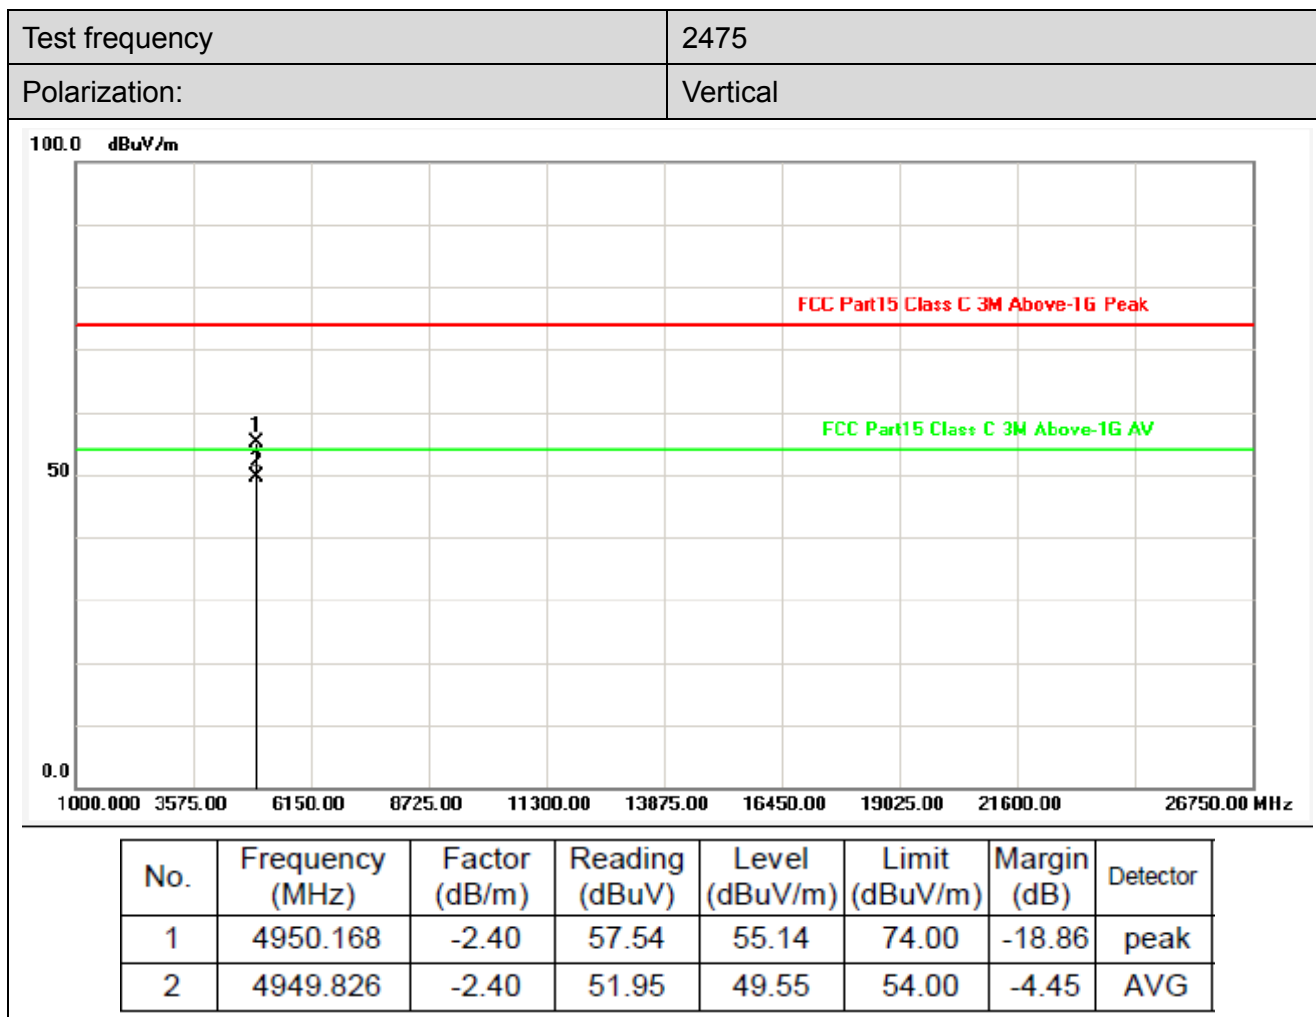 Test frequency 2475
Polarization: Vertical
100.0 dBuV/m
FCC Part15 Class C 3M Above-1G Peak
1
FCC Part15 Class C 3M Above-1G AV
2
50
0.0
1000.000 3575.00 6150.00 8725.00 11300.00 13875.00 16450.00 19025.00 21600.00 26750.00 MHz
No. Frequency (MHz) Factor (dB/m) Reading (dBuV) Level (dBuV/m) Limit (dBuV/m) Margin (dB) Detector
1 4950.168 -2.40 57.54 55.14 74.00 -18.86 peak
2 4949.826 -2.40 51.95 49.55 54.00 -4.45 AVG